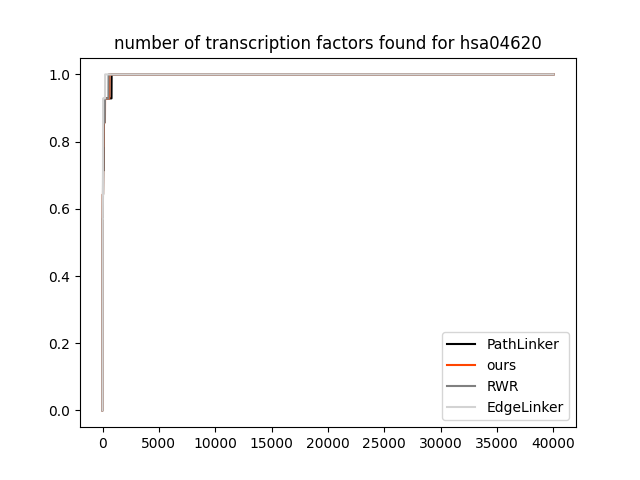 number of transcription factors found for hsa04620
1.0
0.8
0.6
0.4
0.2
0.0
PathLinker
ours
RWR
EdgeLinker
0 5000 10000 15000 20000 25000 30000 35000 40000